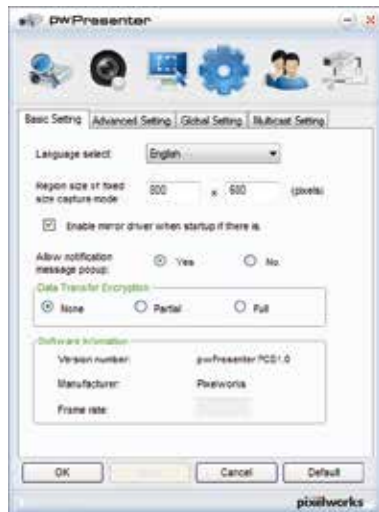 pwPresenter
Basic Setting Advanced Setting Global Setting Multicast Setting
Language select: English
Region size of fixed size capture mode 800 x 600 (pixels)
Enable mirror driver when startup if there is.
Allow notification message popup: Yes No
Data Transfer Encryption
None Partial Full
Software Information
Version number: pwPresenter PCG1.0
Manufacturer: Pixelworks
Frame rate:
OK Cancel Default
pixelworks